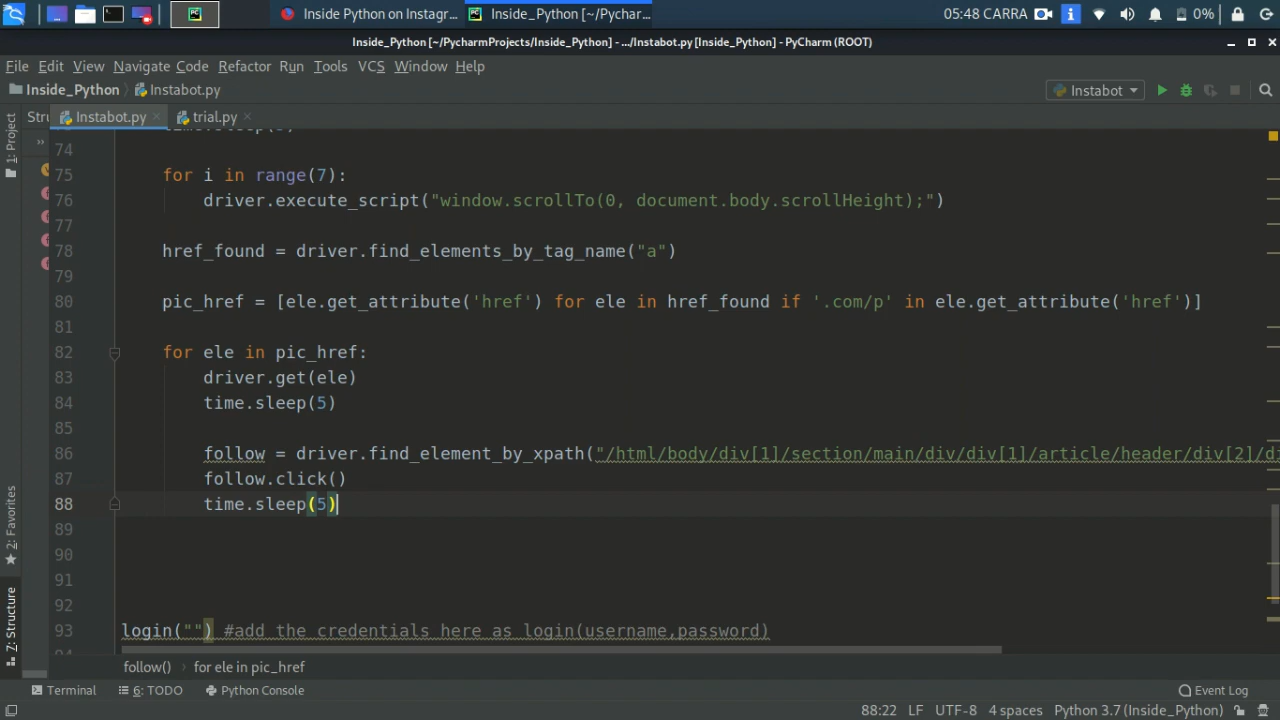 Inside Python on Instagr...
Inside_Python [~/Pychar...
05:48 CARRA
0%
Inside_Python [~/PycharmProjects/Inside_Python] - .../Instabot.py [Inside_Python] - PyCharm (ROOT)
File Edit View Navigate Code Refactor Run Tools VCS Window Help
Inside_Python Instabot.py
Instabot
1: Project
Stru
Instabot.py trial.py
74
75 for i in range(7):
76 driver.execute_script("window.scrollTo(0, document.body.scrollHeight);")
77
78 href_found = driver.find_elements_by_tag_name("a")
79
80 pic_href = [ele.get_attribute('href') for ele in href_found if '.com/p' in ele.get_attribute('href')]
81
82 for ele in pic_href:
83 driver.get(ele)
84 time.sleep(5)
85
86 follow = driver.find_element_by_xpath("/html/body/div[1]/section/main/div/div[1]/article/header/div[2]/di
87 follow.click()
88 time.sleep(5)
89
90
91
92
93 login("") #add the credentials here as login(username,password)
2: Favorites
Z: Structure
follow() › for ele in pic_href
Terminal 6: TODO Python Console Event Log
88:22 LF UTF-8 4 spaces Python 3.7 (Inside_Python)